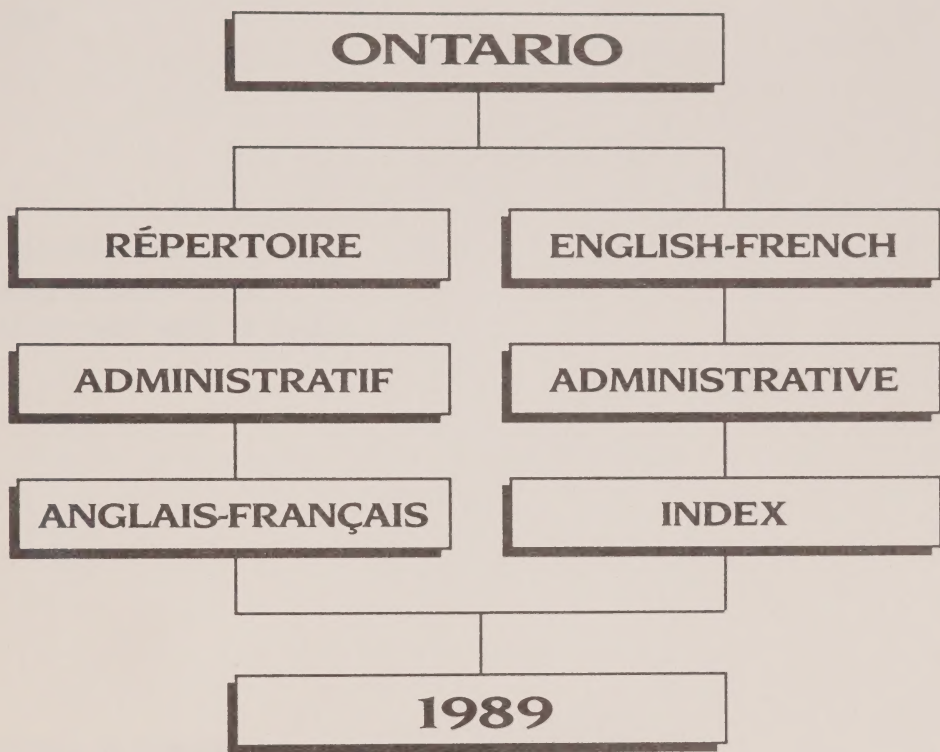 ONTARIO
RÉPERTOIRE
ADMINISTRATIF
ANGLAIS-FRANÇAIS
ENGLISH-FRENCH
ADMINISTRATIVE
INDEX
1989